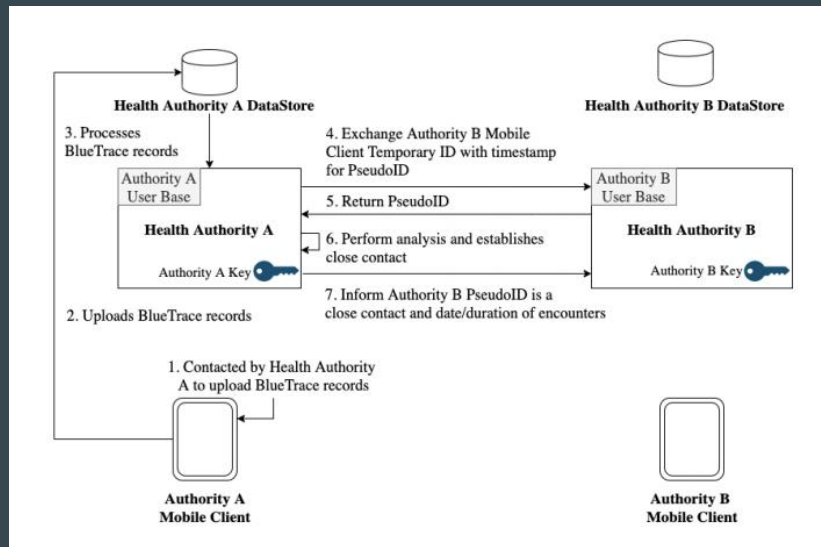 Health Authority A DataStore
Health Authority B DataStore
3. Processes
BlueTrace records
4. Exchange Authority B Mobile
Client Temporary ID with timestamp
for PseudoID
Authority A
User Base
Health Authority A
Authority A Key
5. Return PseudoID
6. Perform analysis and establishes
close contact
Authority B
User Base
Health Authority B
Authority B Key
7. Inform Authority B PseudoID is a
close contact and date/duration of encounters
2. Uploads BlueTrace records
1. Contacted by Health Authority
A to upload BlueTrace records
Authority A
Mobile Client
Authority B
Mobile Client